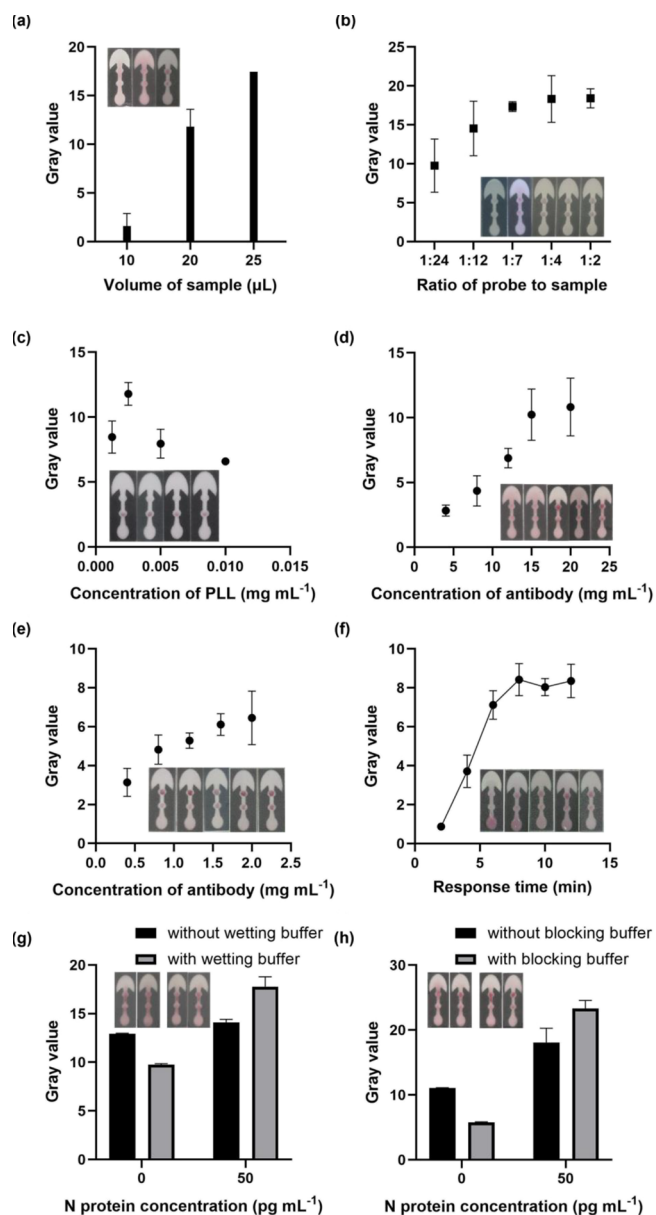 (a)
Gray value
20
15
10
5
0
10 20 25
Volume of sample (µL)
(b)
Gray value
25
20
15
10
5
0
1:24 1:12 1:7 1:4 1:2
Ratio of probe to sample
(c)
Gray value
15
10
5
0
0.000 0.005 0.010 0.015
Concentration of PLL (mg mL⁻¹)
(d)
Gray value
15
10
5
0
0 5 10 15 20 25
Concentration of antibody (mg mL⁻¹)
(e)
Gray value
10
8
6
4
2
0
0.0 0.5 1.0 1.5 2.0 2.5
Concentration of antibody (mg mL⁻¹)
(f)
Gray value
10
8
6
4
2
0
0 5 10 15
Response time (min)
(g)
without wetting buffer
with wetting buffer
Gray value
20
15
10
5
0
0 50
N protein concentration (pg mL⁻¹)
(h)
without blocking buffer
with blocking buffer
Gray value
30
20
10
0
0 50
N protein concentration (pg mL⁻¹)